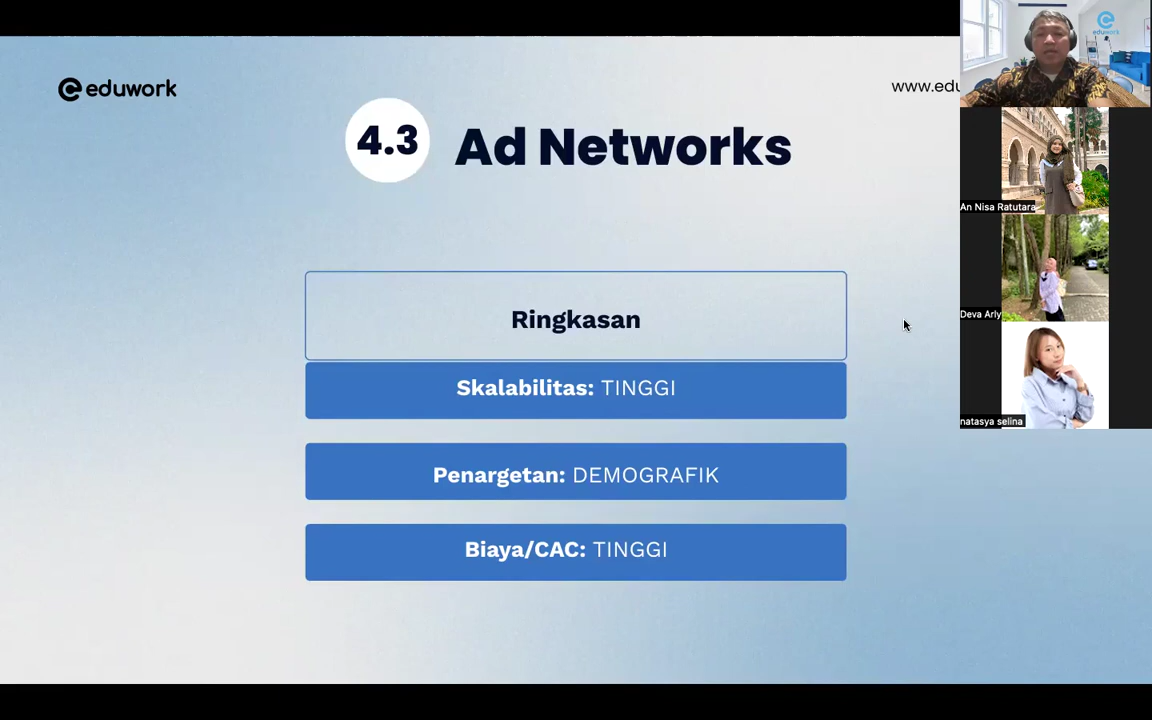 eduwork
www.edu
4.3 Ad Networks
Ringkasan
Skalabilitas: TINGGI
Penargetan: DEMOGRAFIK
Biaya/CAC: TINGGI
eduwork
An Nisa Ratutara
Deva Arly
natasya selina